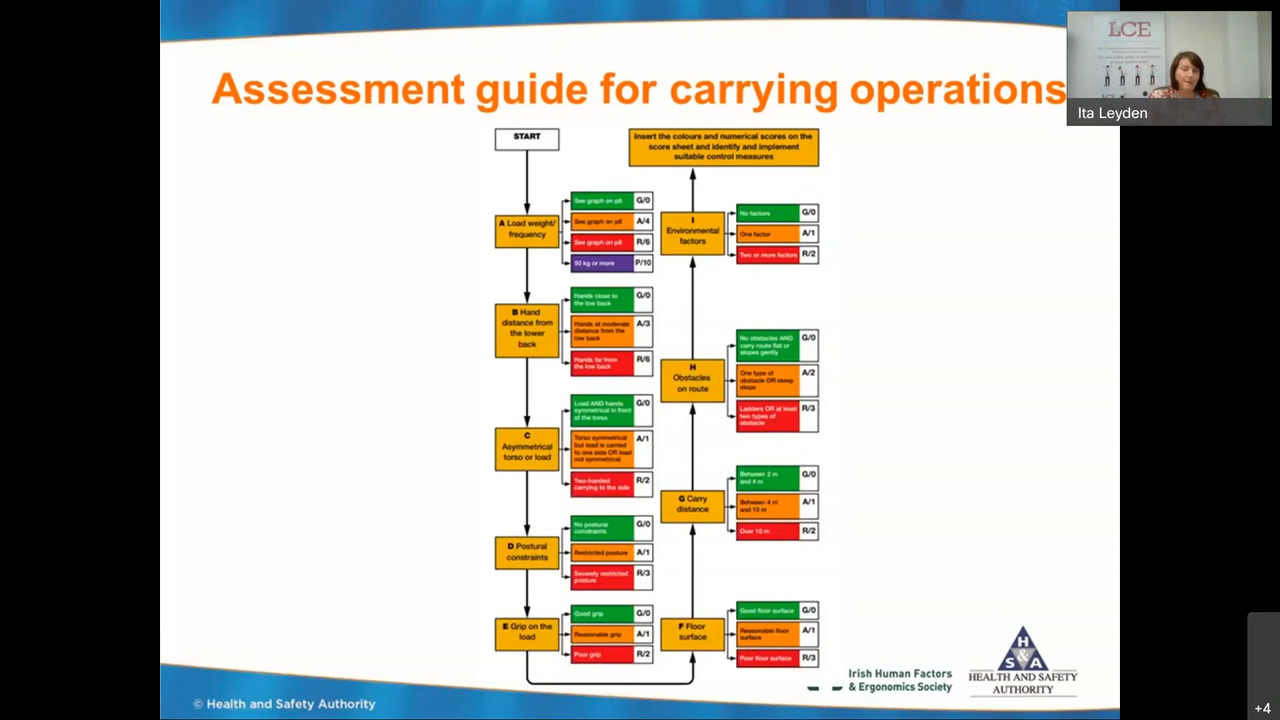 Assessment guide for carrying operations
LCE
Ita Leyden
START
Insert the colours and numerical scores on the
score sheet and identify and implement
suitable control measures
A Load weight/
frequency
See graph on p8 G/0
See graph on p8 A/4
See graph on p8 R/6
50 kg or more P/10
B Hand
distance from
the lower
back
Hands close to
the low back
G/0
Hands at moderate
distance from the
low back
A/3
Hands far from
the low back
R/6
C
Asymmetrical
torso or load
Load AND hands
symmetrical in front
of the torso
G/0
Torso symmetrical
but load is carried
to one side OR load
not symmetrical
A/1
Two-handed
carrying to the side
R/2
D Postural
constraints
No postural
constraints
G/0
Restricted posture A/1
Severely restricted
posture
R/3
E Grip on the
load
Good grip G/0
Reasonable grip A/1
Poor grip R/2
F Floor
surface
Good floor surface G/0
Reasonable floor
surface
A/1
Poor floor surface R/3
G Carry
distance
Between 2 m
and 4 m
G/0
Between 4 m
and 10 m
A/1
Over 10 m R/2
H
Obstacles
on route
No obstacles AND
carry route flat or
slopes gently
G/0
One type of
obstacle OR steep
slope
A/2
Ladders OR at least
two types of
obstacle
R/3
I
Environmental
factors
No factors G/0
One factor A/1
Two or more factors R/2
Irish Human Factors
& Ergonomics Society
H
& 
S A
HEALTH AND SAFETY
AUTHORITY
© Health and Safety Authority
+4